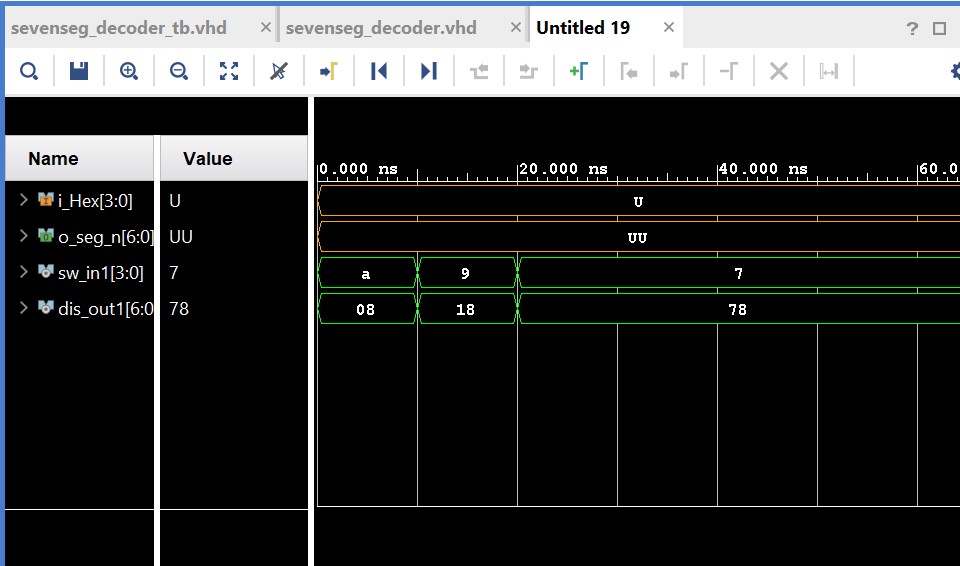 sevenseg_decoder_tb.vhd × sevenseg_decoder.vhd × Untitled 19 × ?
Name Value
0.000 ns 20.000 ns 40.000 ns 60.0
i_Hex[3:0] U U
o_seg_n[6:0] UU UU
sw_in1[3:0] 7 a 9 7
dis_out1[6:0 78 08 18 78